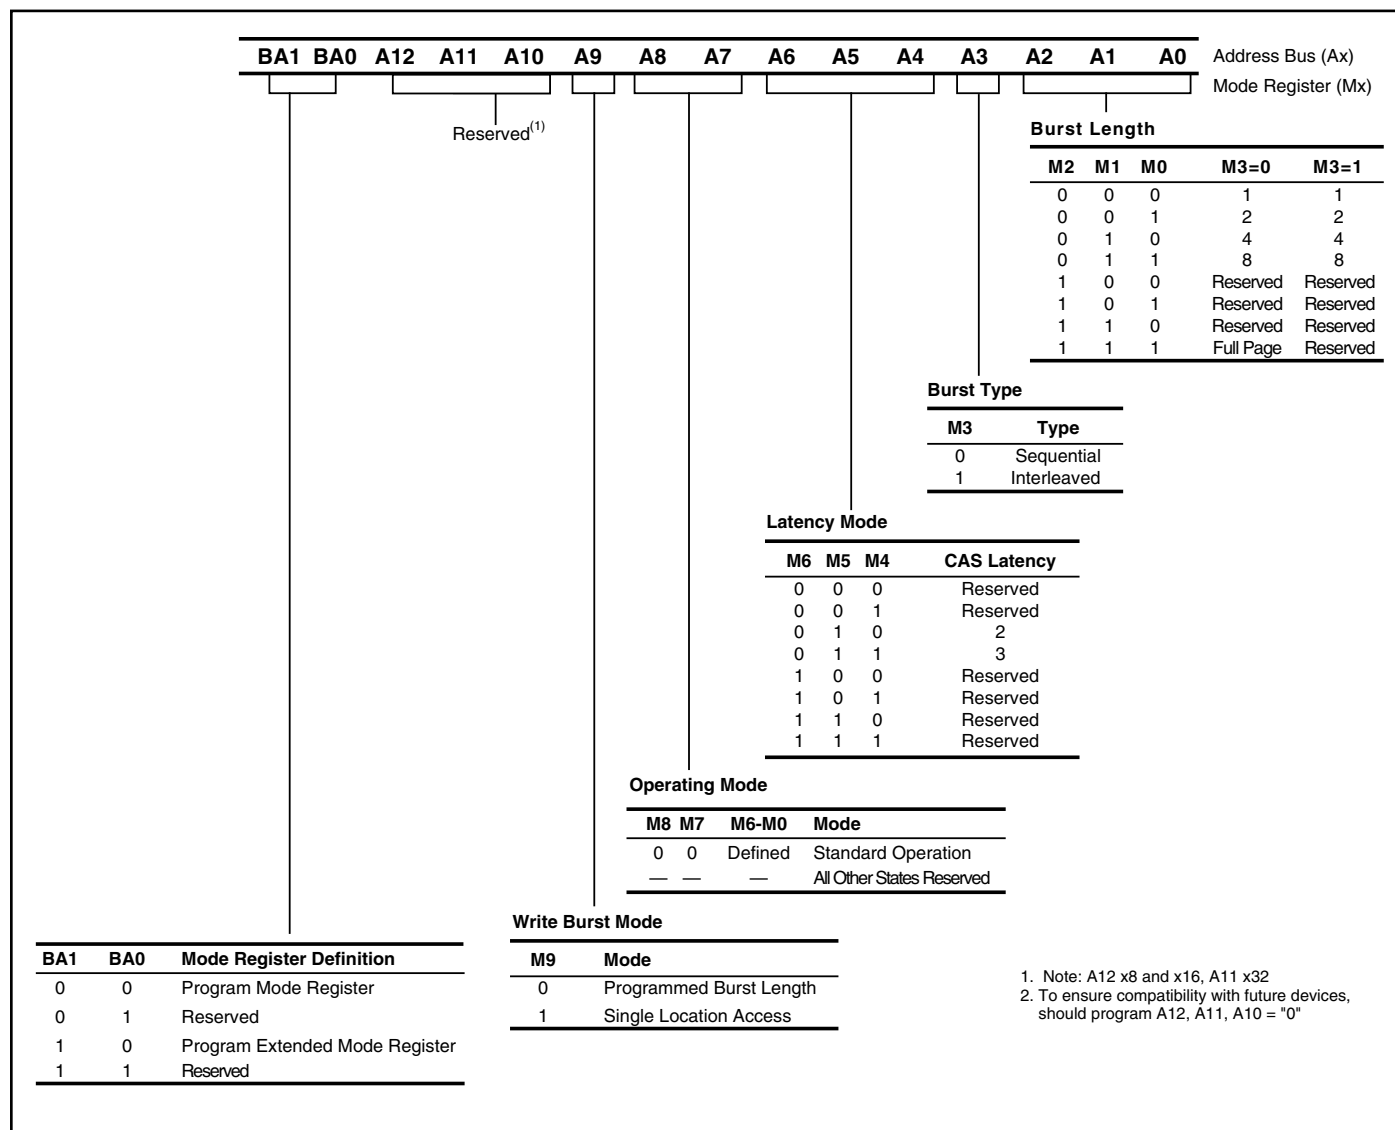 BA1 BA0 A12 A11 A10 A9 A8 A7 A6 A5 A4 A3 A2 A1 A0 Address Bus (Ax)
Mode Register (Mx)
Reserved(1)
Burst Length
M2 M1 M0 M3=0 M3=1
0 0 0 1 1
0 0 1 2 2
0 1 0 4 4
0 1 1 8 8
1 0 0 Reserved Reserved
1 0 1 Reserved Reserved
1 1 0 Reserved Reserved
1 1 1 Full Page Reserved
Burst Type
M3 Type
0 Sequential
1 Interleaved
Latency Mode
M6 M5 M4 CAS Latency
0 0 0 Reserved
0 0 1 Reserved
0 1 0 2
0 1 1 3
1 0 0 Reserved
1 0 1 Reserved
1 1 0 Reserved
1 1 1 Reserved
Operating Mode
M8 M7 M6-M0 Mode
0 0 Defined Standard Operation
— — — All Other States Reserved
Write Burst Mode
M9 Mode
0 Programmed Burst Length
1 Single Location Access
BA1 BA0 Mode Register Definition
0 0 Program Mode Register
0 1 Reserved
1 0 Program Extended Mode Register
1 1 Reserved
1. Note: A12 x8 and x16, A11 x32
2. To ensure compatibility with future devices,
should program A12, A11, A10 = "0"